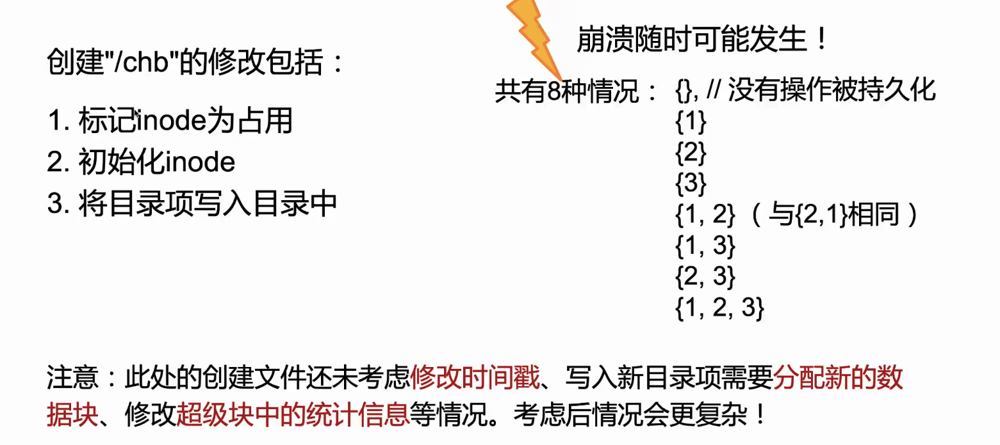 创建"/chb"的修改包括：
1. 标记inode为占用
2. 初始化inode
3. 将目录项写入目录中
崩溃随时可能发生！
共有8种情况： {}, // 没有操作被持久化
{1}
{2}
{3}
{1, 2}（与{2,1}相同）
{1, 3}
{2, 3}
{1, 2, 3}
注意：此处的创建文件还未考虑修改时间戳、写入新目录项需要分配新的数
据块、修改超级块中的统计信息等情况。考虑后情况会更复杂！